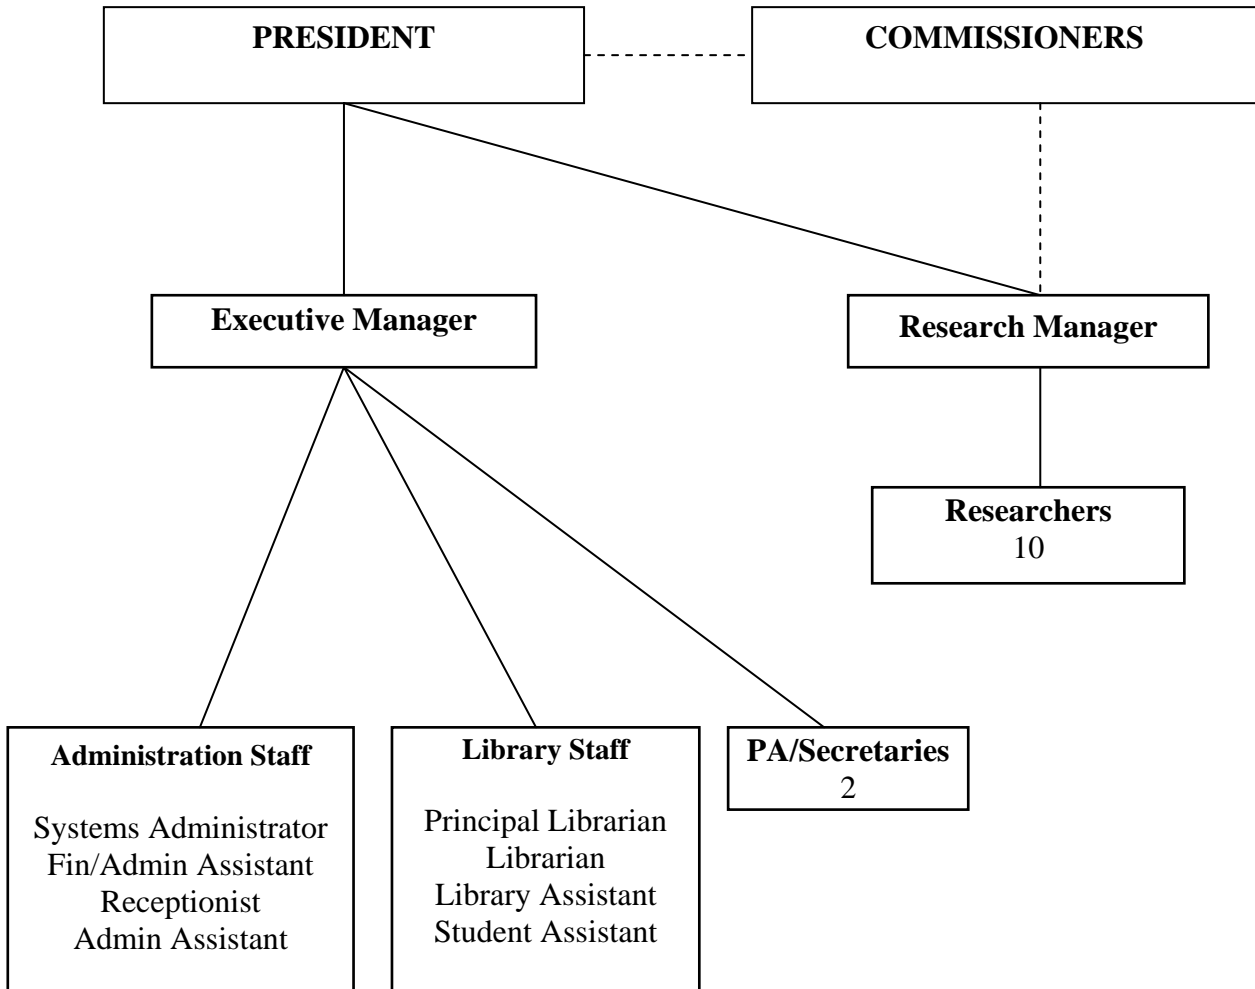 PRESIDENT
COMMISSIONERS
Executive Manager
Research Manager
Researchers
10
Administration Staff
Systems Administrator
Fin/Admin Assistant
Receptionist
Admin Assistant
Library Staff
Principal Librarian
Librarian
Library Assistant
Student Assistant
PA/Secretaries
2